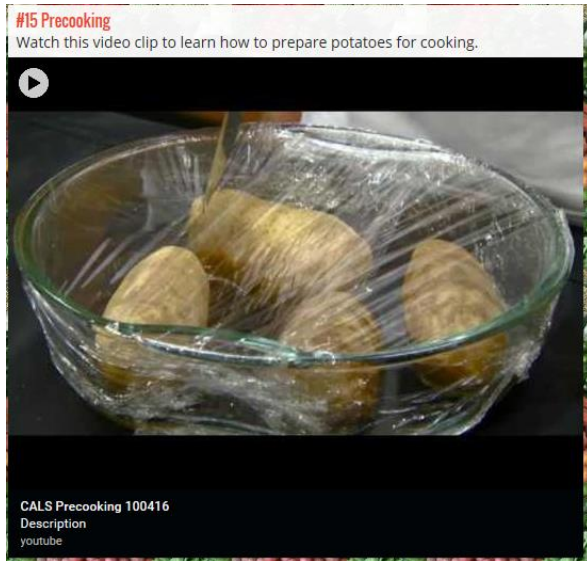 #15 Precooking
Watch this video clip to learn how to prepare potatoes for cooking.
CALS Precooking 100416
Description
youtube